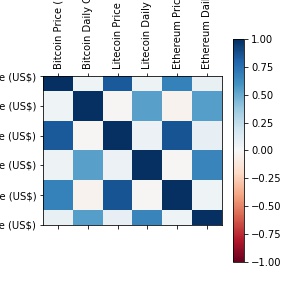 Bitcoin Price (
Bitcoin Daily
Litecoin Price
Litecoin Daily
Ethereum Pric
Ethereum Dai
e (US$)
e (US$)
e (US$)
e (US$)
e (US$)
e (US$)
1.00
0.75
0.50
0.25
0.00
−0.25
−0.50
−0.75
−1.00